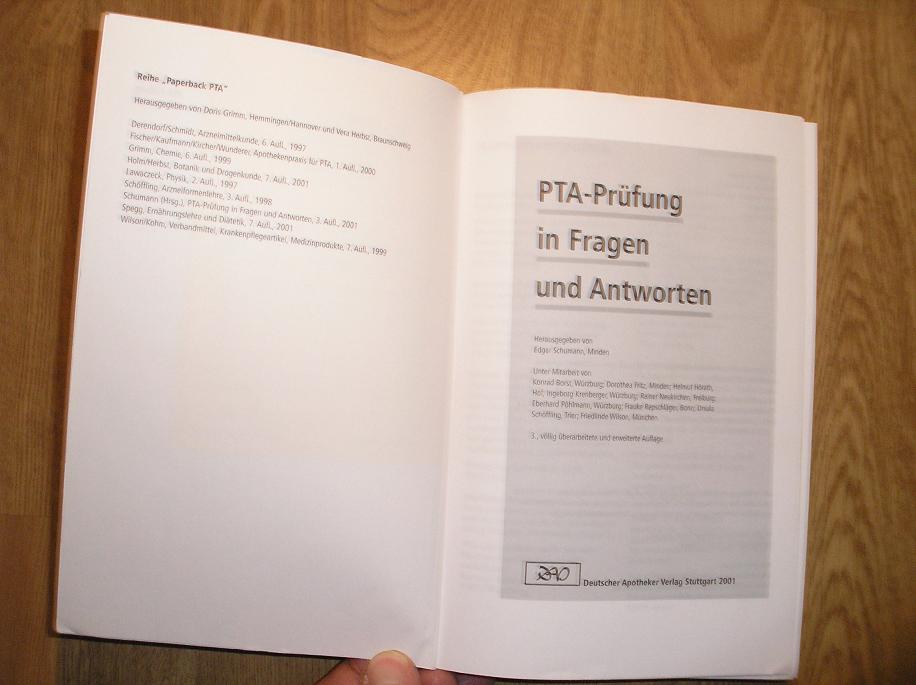 Reihe „Paperback PTA“
Herausgegeben von Doris Grimm, Hemmingen/Hannover und Vera Herbst, Braunschweig
Derendorf/Schmidt, Arzneimittelkunde, 6. Aufl., 1997
Fischer/Kaufmann/Kircher/Wunderer, Apothekenpraxis für PTA, 1. Aufl., 2000
Grimm, Chemie, 6. Aufl., 1999
Holm/Herbst, Botanik und Drogenkunde, 7. Aufl., 2001
Lawaczeck, Physik, 2. Aufl., 1997
Schöffling, Arzneiformenlehre, 3. Aufl., 1998
Schumann (Hrsg.), PTA-Prüfung in Fragen und Antworten, 3. Aufl., 2001
Spegg, Ernährungslehre und Diätetik, 7. Aufl., 2001
Wilson/Kohm, Verbandmittel, Krankenpflegeartikel, Medizinprodukte, 7. Aufl., 1999
PTA-Prüfung
in Fragen
und Antworten
Herausgegeben von
Edgar Schumann, Minden
Unter Mitarbeit von
Konrad Borst, Würzburg; Dorothea Fritz, Minden; Helmut Hörath,
Hof; Ingeborg Krenberger, Würzburg; Rainer Neukirchen, Freiburg;
Eberhard Pöhlmann, Würzburg; Frauke Repschläger, Bonn; Ursula
Schöffling, Trier; Friedlinde Wilson, München
3., völlig überarbeitete und erweiterte Auflage
Deutscher Apotheker Verlag Stuttgart 2001